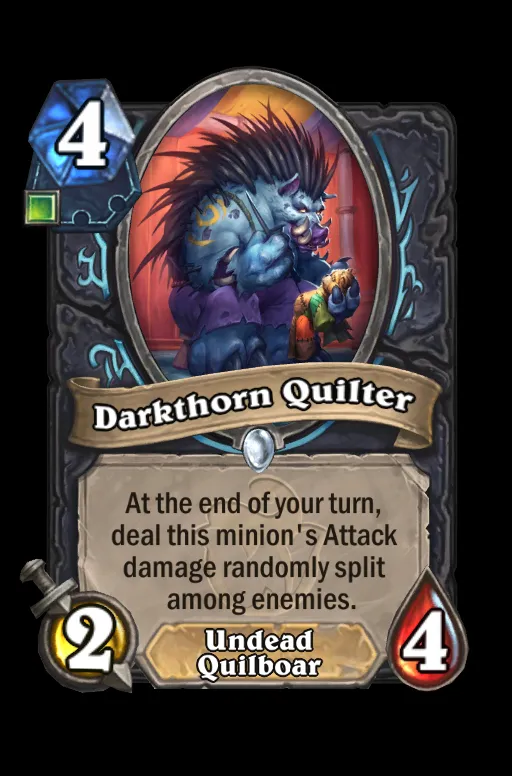 4
Darkthorn Quilter
At the end of your turn,
deal this minion's Attack
damage randomly split
among enemies.
2
Undead
Quilboar
4